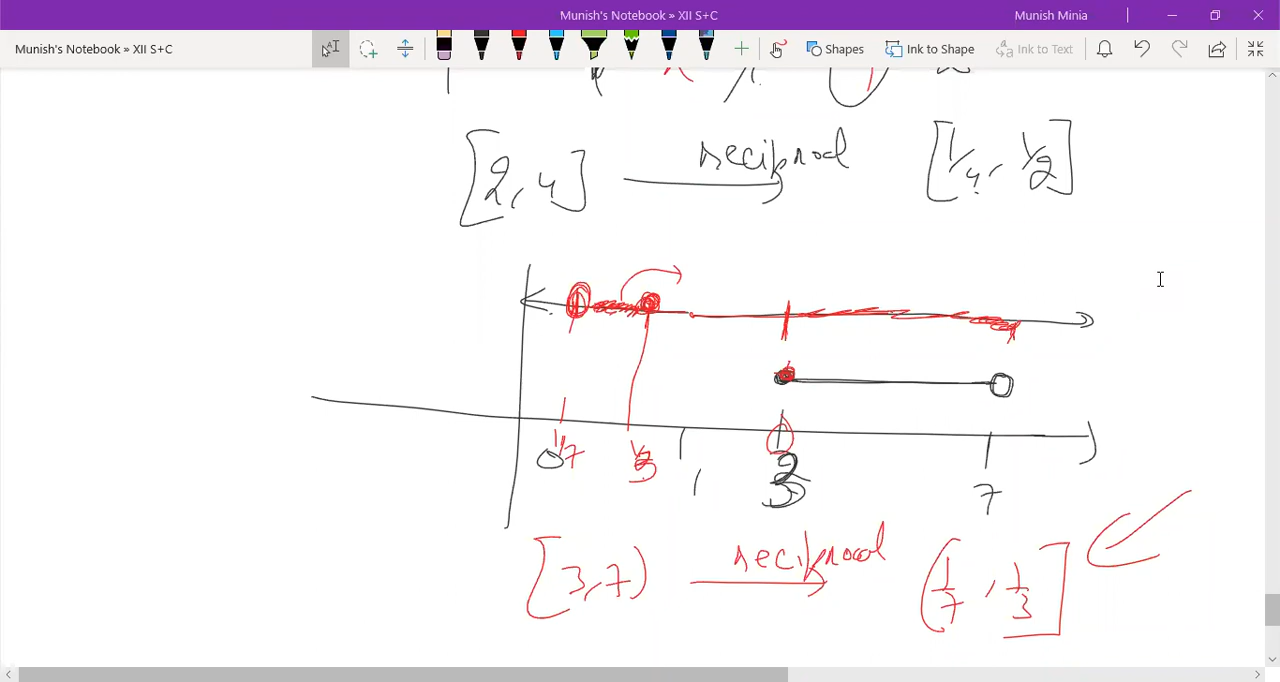 Munish's Notebook » XII S+C
Munish Minia
Munish's Notebook » XII S+C
Shapes
Ink to Shape
Ink to Text
[2, 4] reciprocal [1/4, 1/2]
0 1/7 1/3 1 3 7
[3, 7) reciprocal (1/7, 1/3]